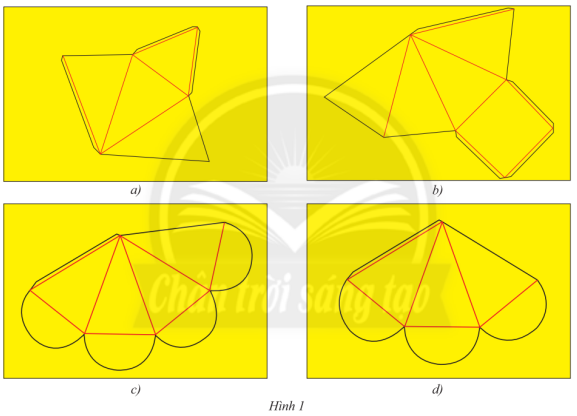 a)
b)
Chân trời sáng tạo
c)
d)
Hình 1